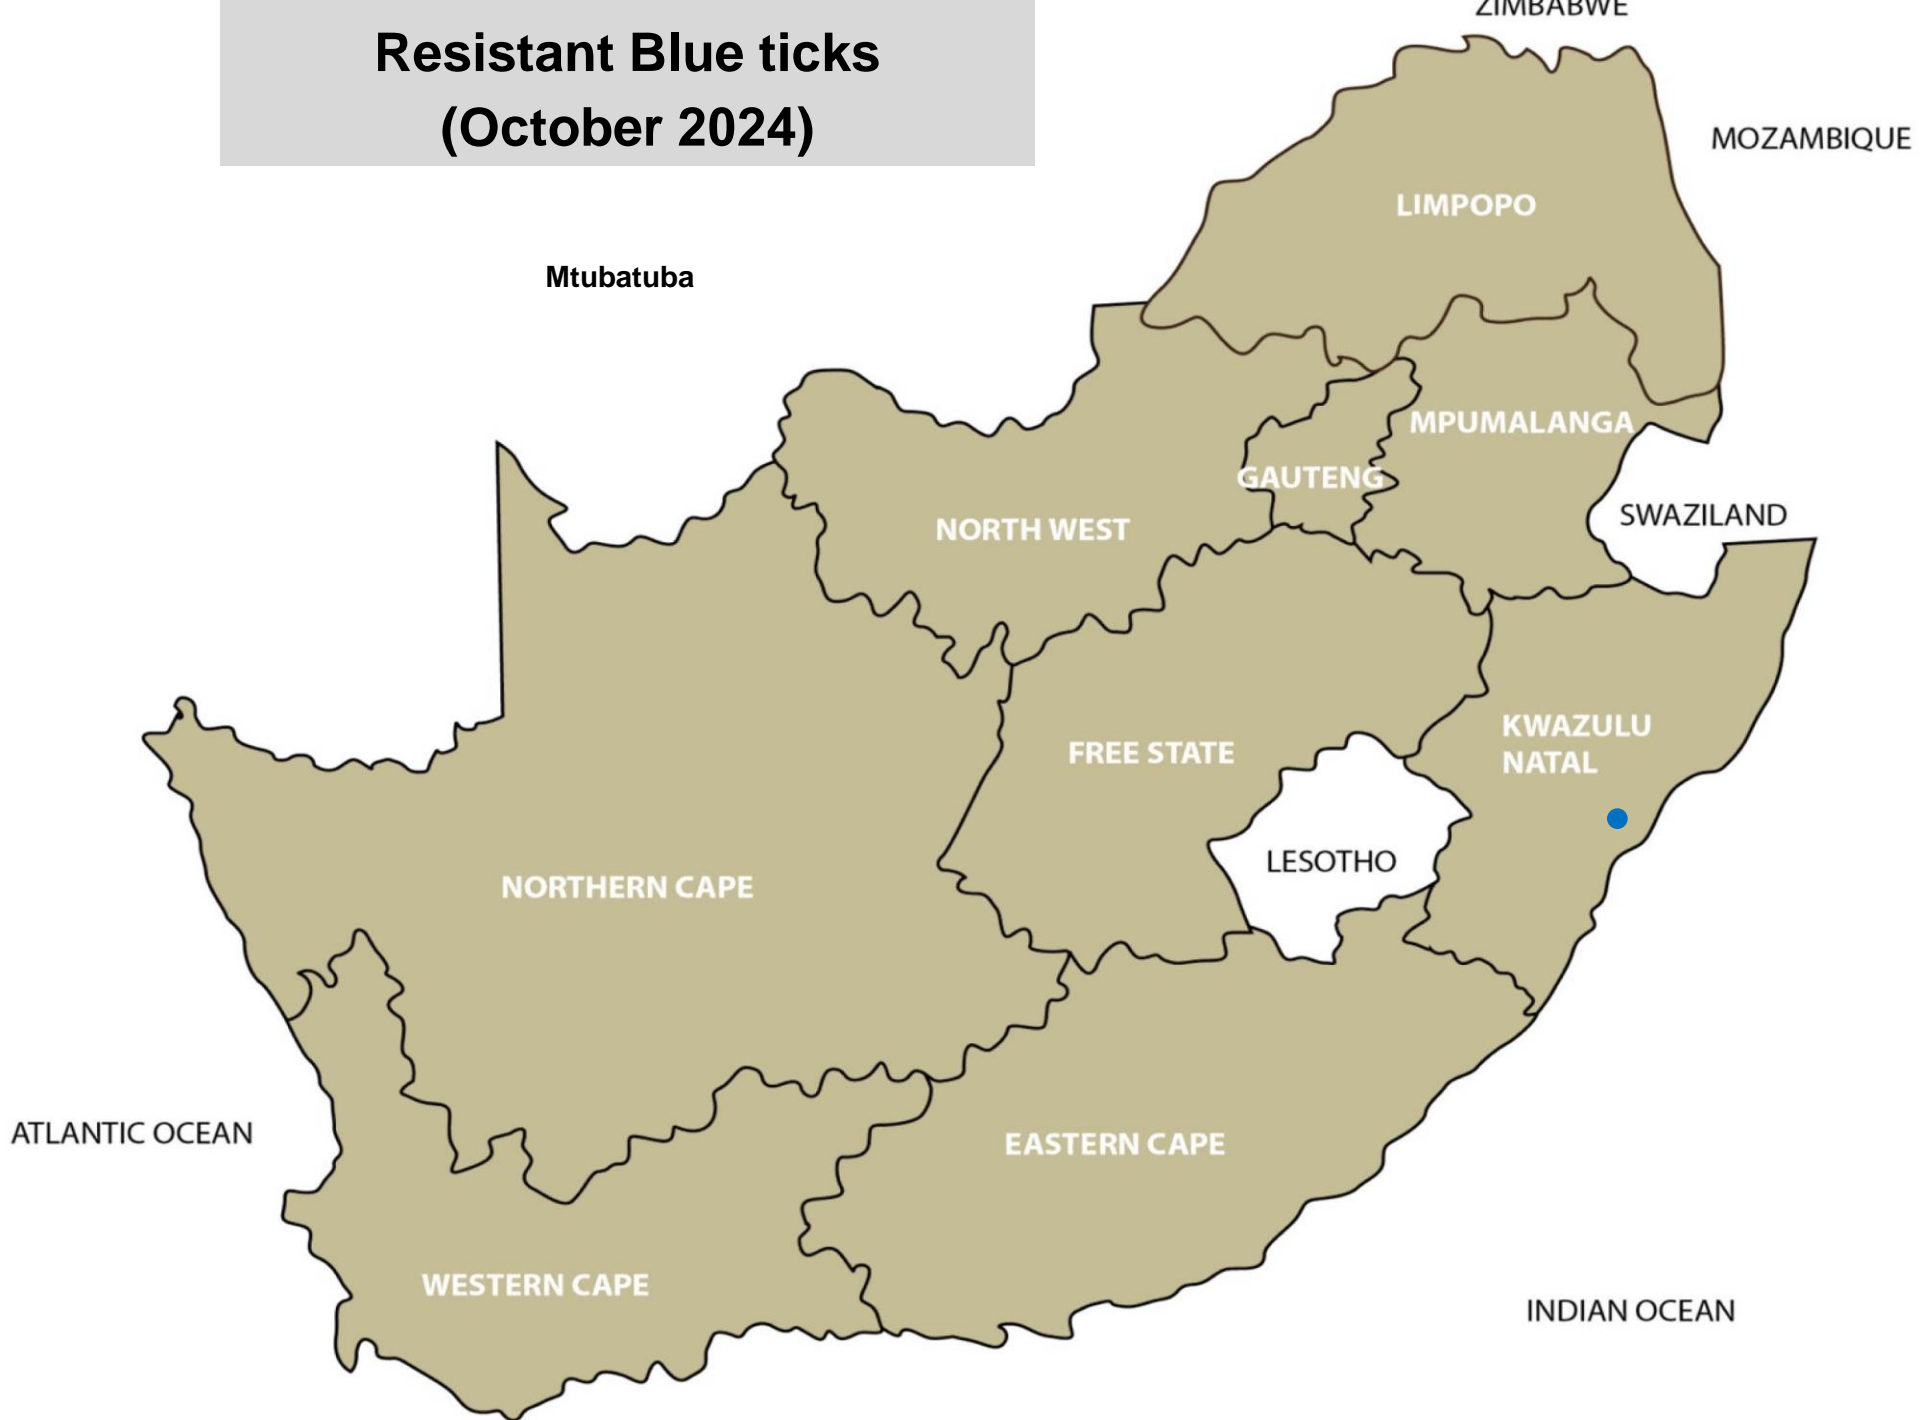 ZIMBABWE
Resistant Blue ticks
(October 2024)
MOZAMBIQUE
LIMPOPO
Mtubatuba
MPUMALANGA
GAUTENG
SWAZILAND
NORTH WEST
KWAZULU
NATAL
FREE STATE
LESOTHO
NORTHERN CAPE
ATLANTIC OCEAN
EASTERN CAPE
WESTERN CAPE
INDIAN OCEAN